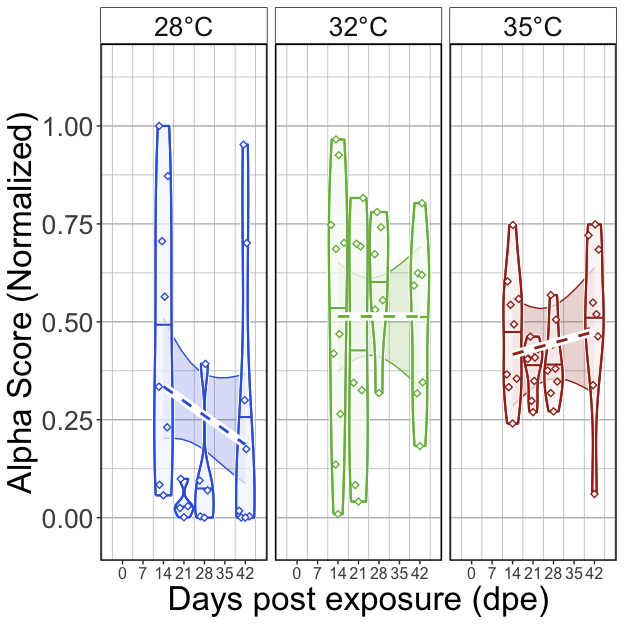 28°C 32°C 35°C
Alpha Score (Normalized)
1.00
0.75
0.50
0.25
0.00
0 7 14 21 28 35 42 0 7 14 21 28 35 42 0 7 14 21 28 35 42
Days post exposure (dpe)